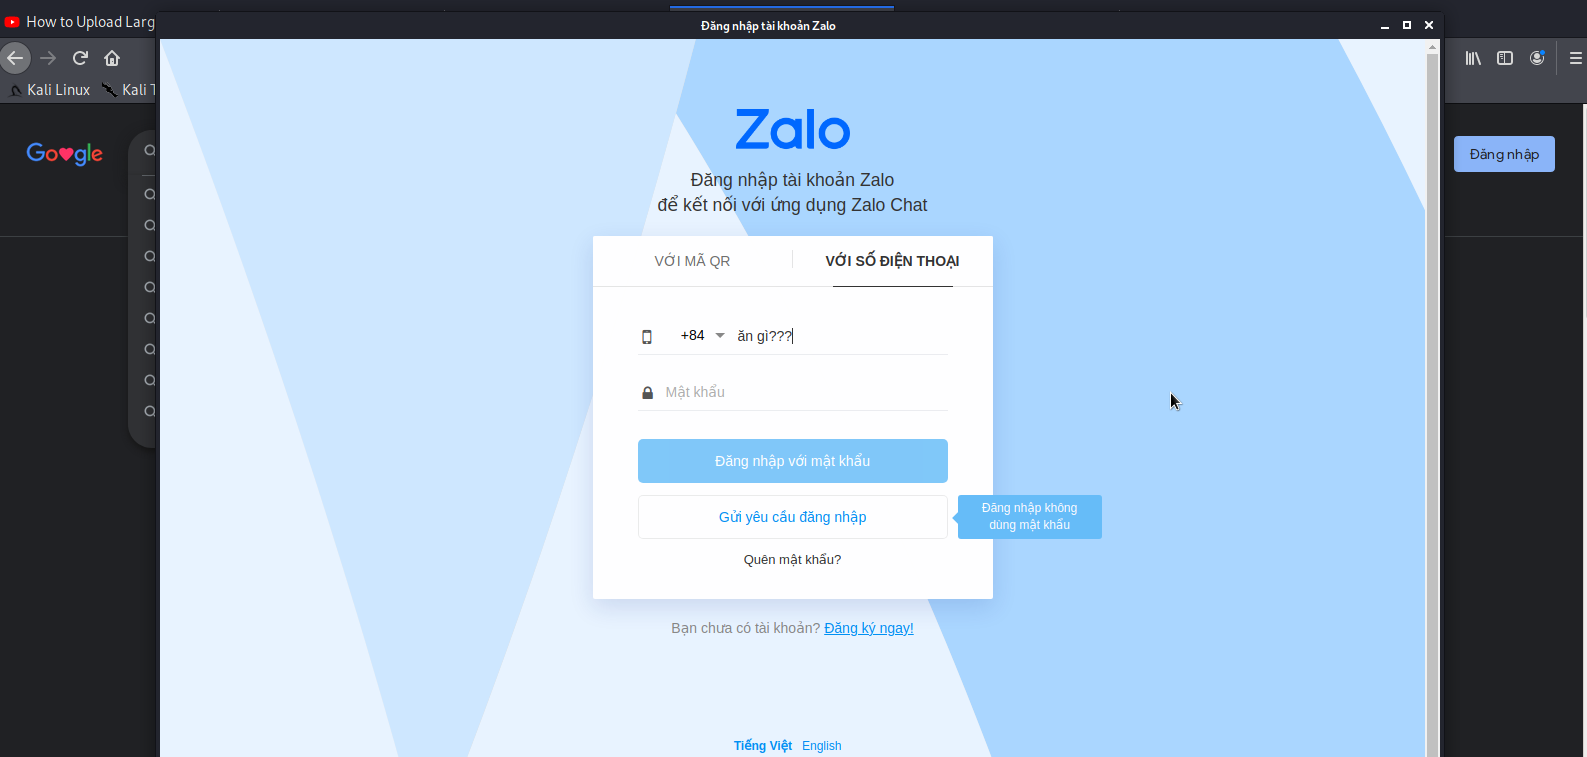 How to Upload Larg
Đăng nhập tài khoản Zalo
Kali Linux
Kali T
Google
Đăng nhập
Zalo
Đăng nhập tài khoản Zalo
để kết nối với ứng dụng Zalo Chat
VỚI MÃ QR
VỚI SỐ ĐIỆN THOẠI
+84
ăn gì???
Mật khẩu
Đăng nhập với mật khẩu
Gửi yêu cầu đăng nhập
Đăng nhập không
dùng mật khẩu
Quên mật khẩu?
Bạn chưa có tài khoản? Đăng ký ngay!
Tiếng Việt English